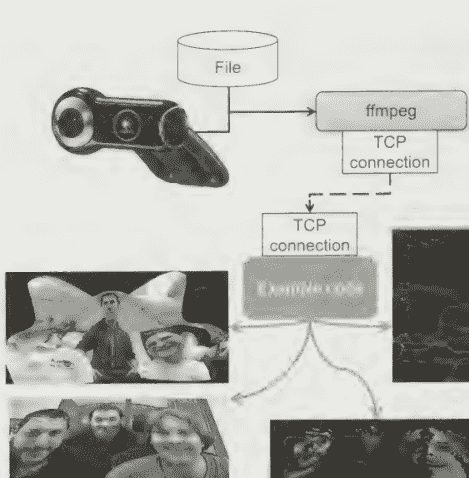 File
ffmpeg
TCP
connection
TCP
connection
Example code